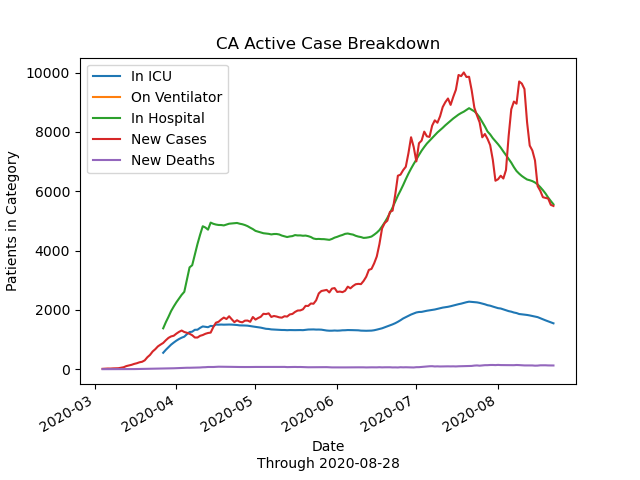 CA Active Case Breakdown
In ICU
On Ventilator
In Hospital
New Cases
New Deaths
Patients in Category
10000
8000
6000
4000
2000
0
2020-03
2020-04
2020-05
2020-06
2020-07
2020-08
Date
Through 2020-08-28